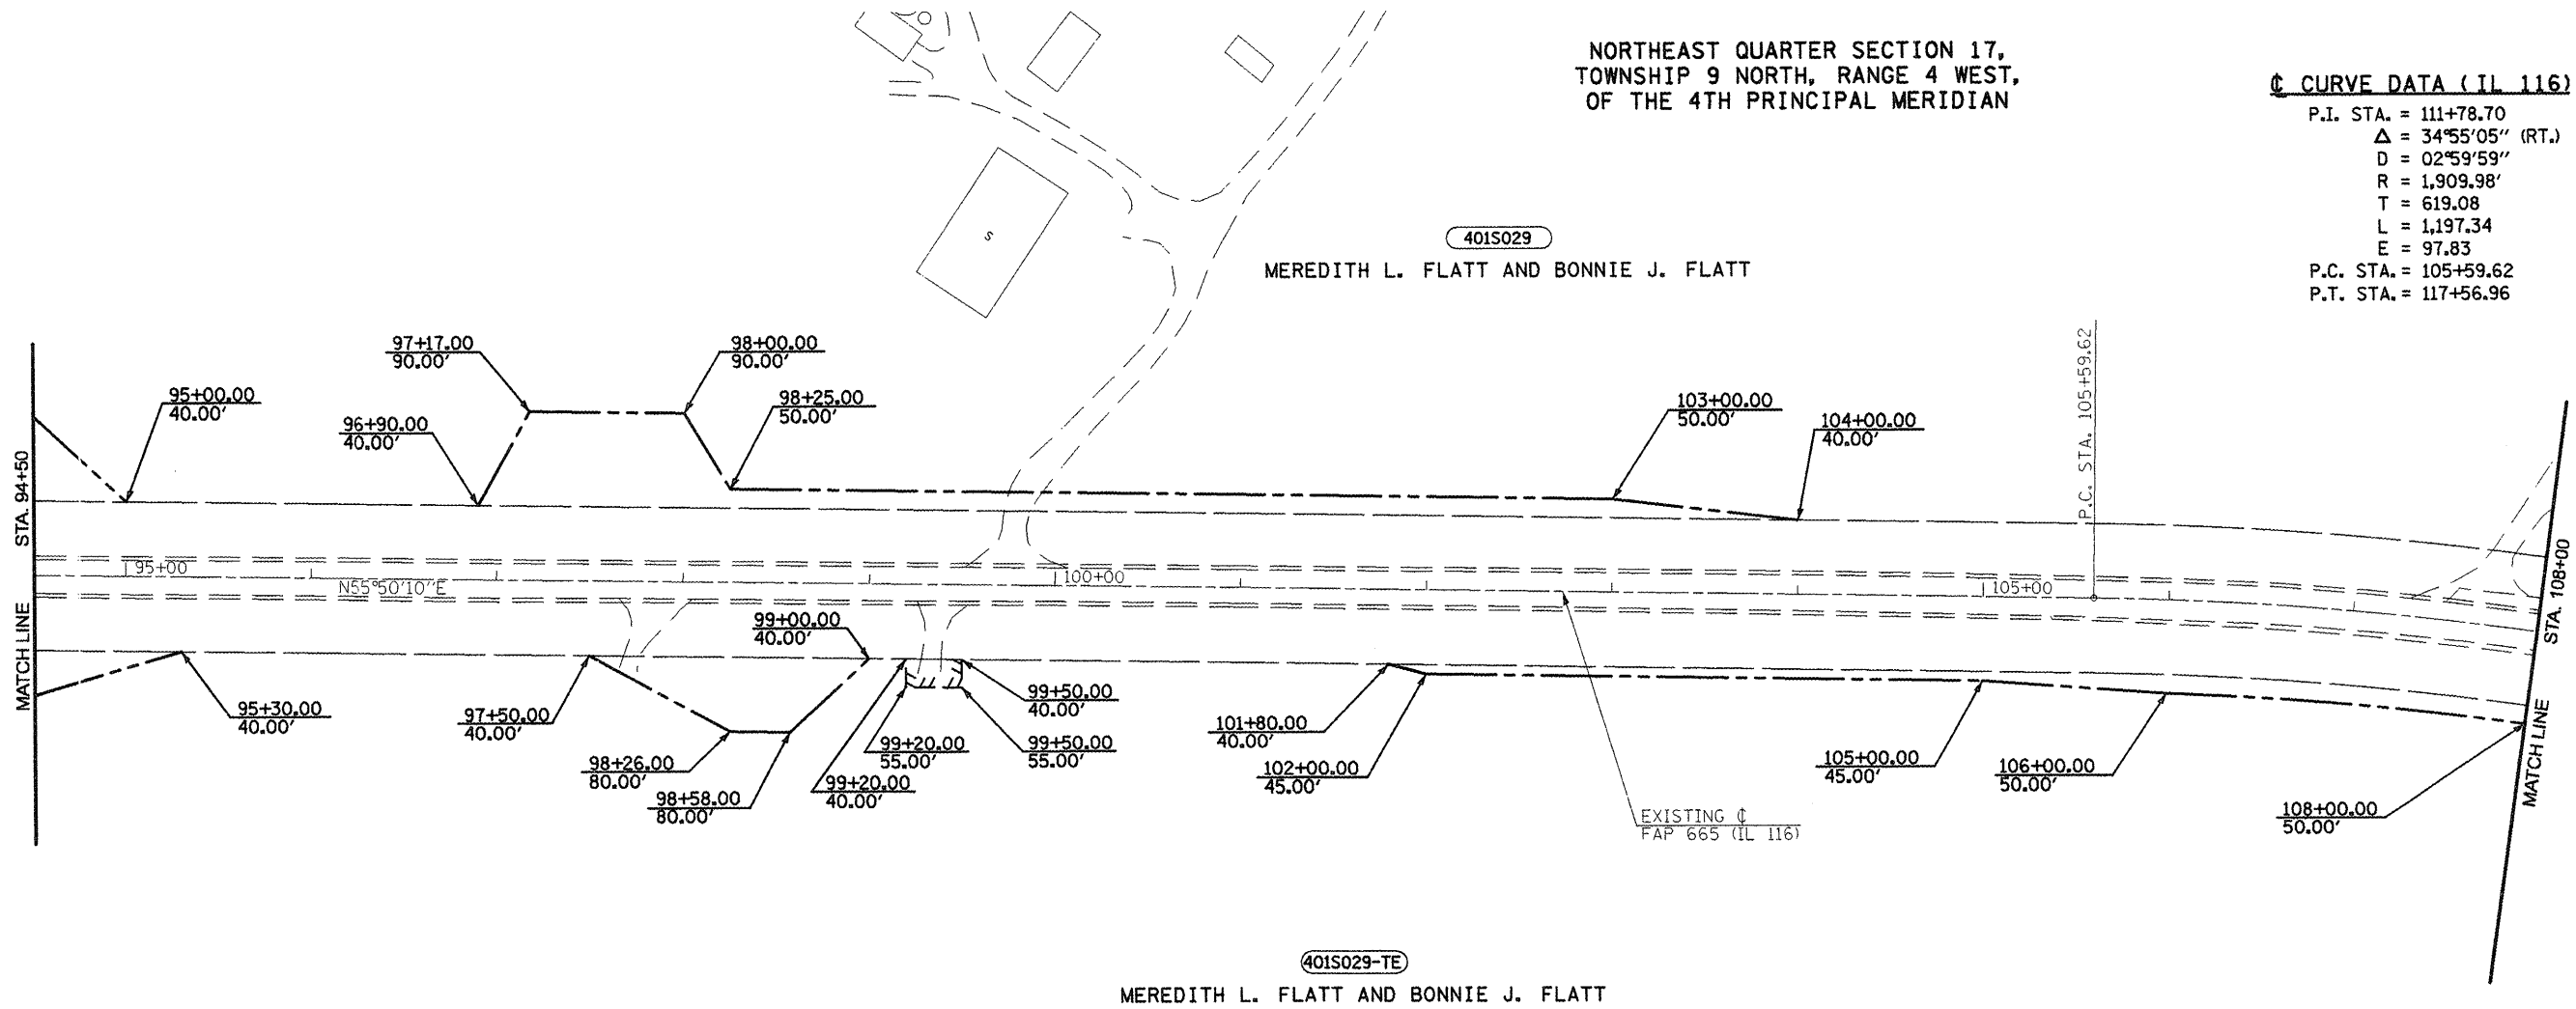 NORTHEAST QUARTER SECTION 17,
TOWNSHIP 9 NORTH, RANGE 4 WEST,
OF THE 4TH PRINCIPAL MERIDIAN
℄ CURVE DATA (IL 116)
P.I. STA. = 111+78.70
Δ = 34°55'05" (RT.)
D = 02°59'59"
R = 1,909.98'
T = 619.08
L = 1,197.34
E = 97.83
P.C. STA. = 105+59.62
P.T. STA. = 117+56.96
S
401S029
MEREDITH L. FLATT AND BONNIE J. FLATT
97+17.00
90.00'
98+00.00
90.00'
95+00.00
40.00'
96+90.00
40.00'
98+25.00
50.00'
103+00.00
50.00'
104+00.00
40.00'
P.C. STA. 105+59.62
MATCH LINE STA. 94+50
95+00
N55°50'10"E
100+00
105+00
MATCH LINE STA. 108+00
99+00.00
40.00'
95+30.00
40.00'
97+50.00
40.00'
98+26.00
80.00'
98+58.00
80.00'
99+20.00
55.00'
99+20.00
40.00'
99+50.00
40.00'
99+50.00
55.00'
101+80.00
40.00'
102+00.00
45.00'
105+00.00
45.00'
106+00.00
50.00'
108+00.00
50.00'
EXISTING ℄
FAP 665 (IL 116)
401S029-TE
MEREDITH L. FLATT AND BONNIE J. FLATT